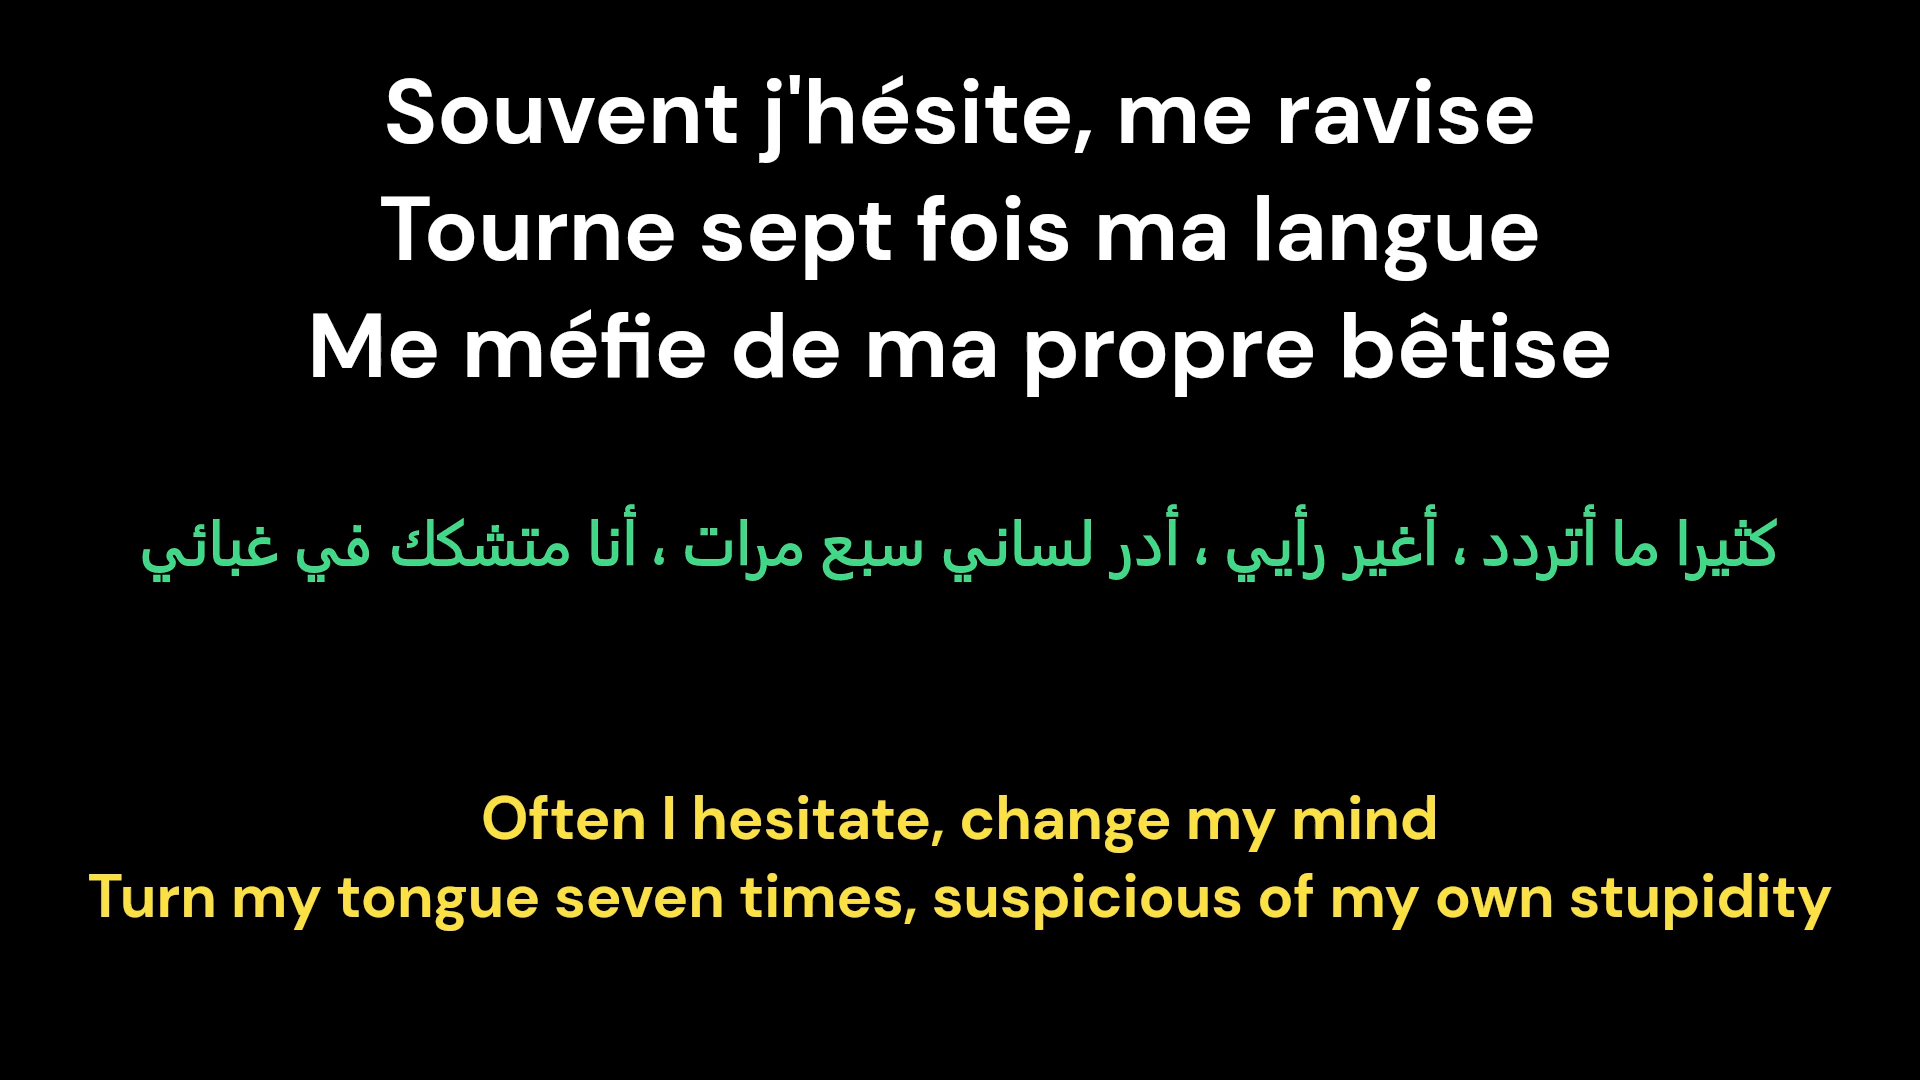 Souvent j'hésite, me ravise
Tourne sept fois ma langue
Me méfie de ma propre bêtise
كثيرا ما أتردد ، أغير رأيي ، أدر لساني سبع مرات ، أنا متشكك في غبائي
Often I hesitate, change my mind
Turn my tongue seven times, suspicious of my own stupidity